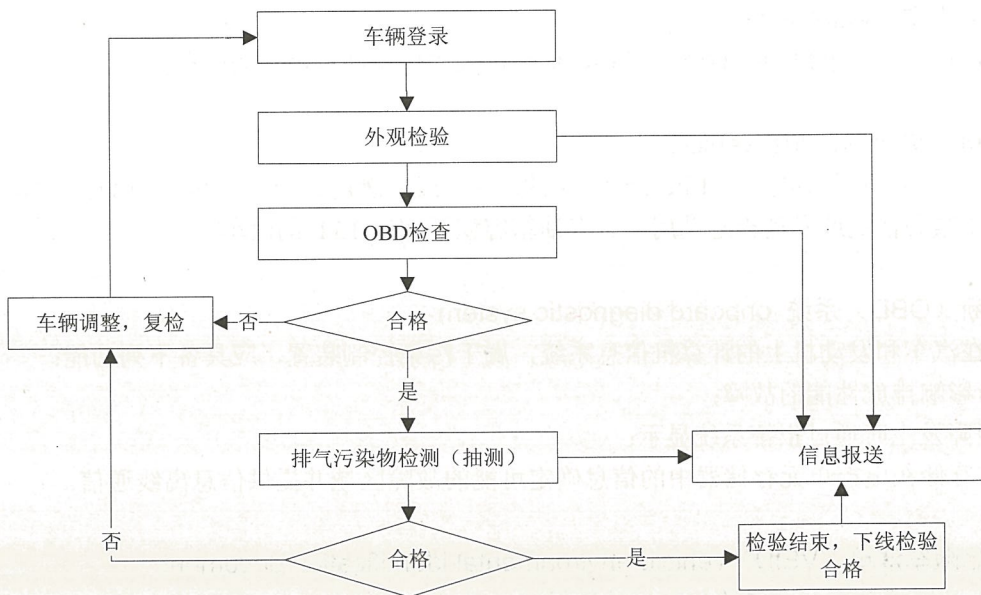 车辆登录
外观检验
OBD检查
车辆调整，复检
否
合格
是
排气污染物检测（抽测）
信息报送
否
合格
是
检验结束，下线检验
合格